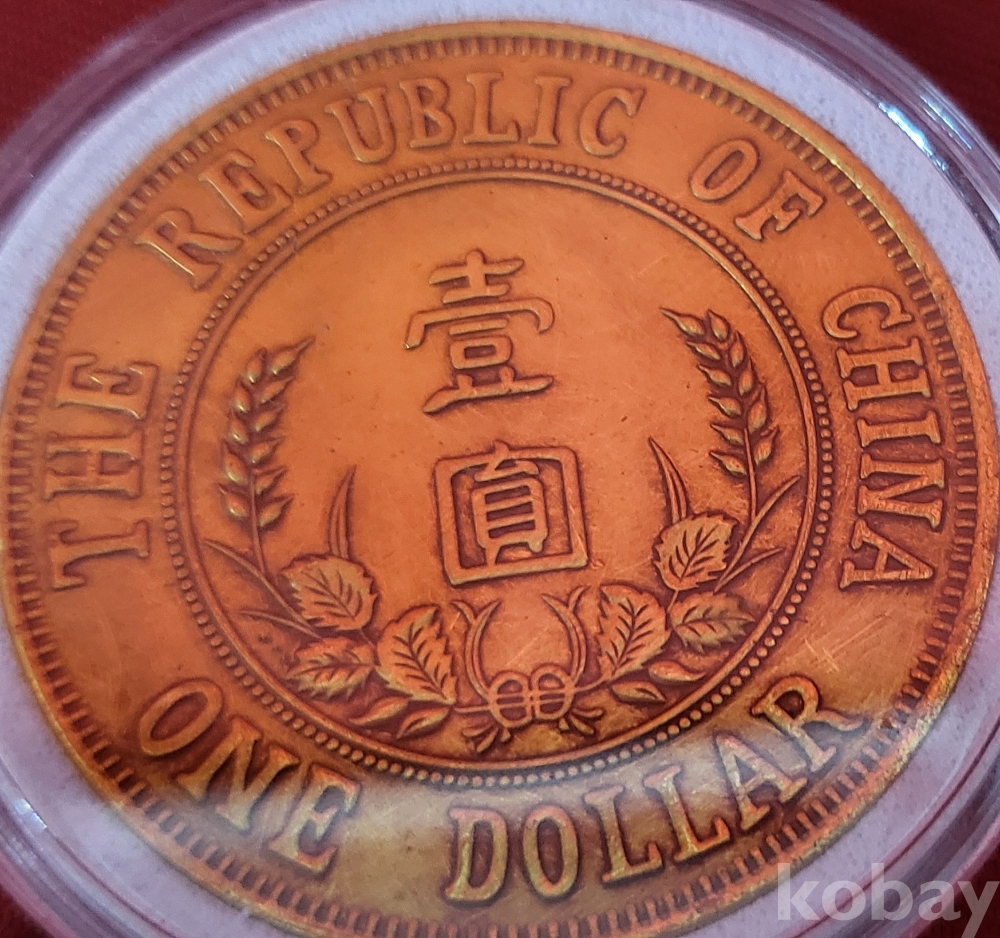 THE REPUBLIC OF CHINA
壹
圓
ONE DOLLAR
kobay